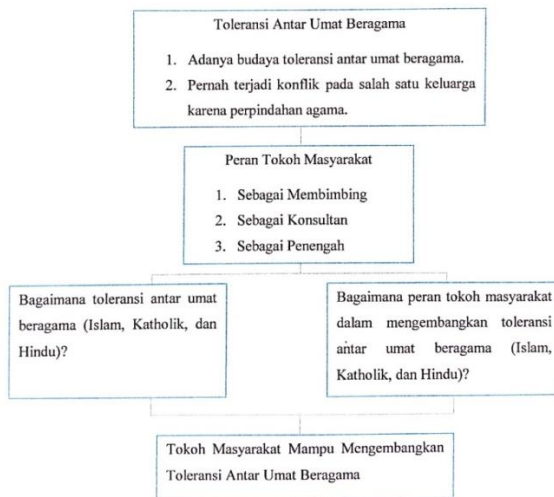 Toleransi Antar Umat Beragama
1. Adanya budaya toleransi antar umat beragama.
2. Pernah terjadi konflik pada salah satu keluarga
karena perpindahan agama.
Peran Tokoh Masyarakat
1. Sebagai Membimbing
2. Sebagai Konsultan
3. Sebagai Penengah
Bagaimana toleransi antar umat
beragama (Islam, Katholik, dan
Hindu)?
Bagaimana peran tokoh masyarakat
dalam mengembangkan toleransi
antar umat beragama (Islam,
Katholik, dan Hindu)?
Tokoh Masyarakat Mampu Mengembangkan
Toleransi Antar Umat Beragama